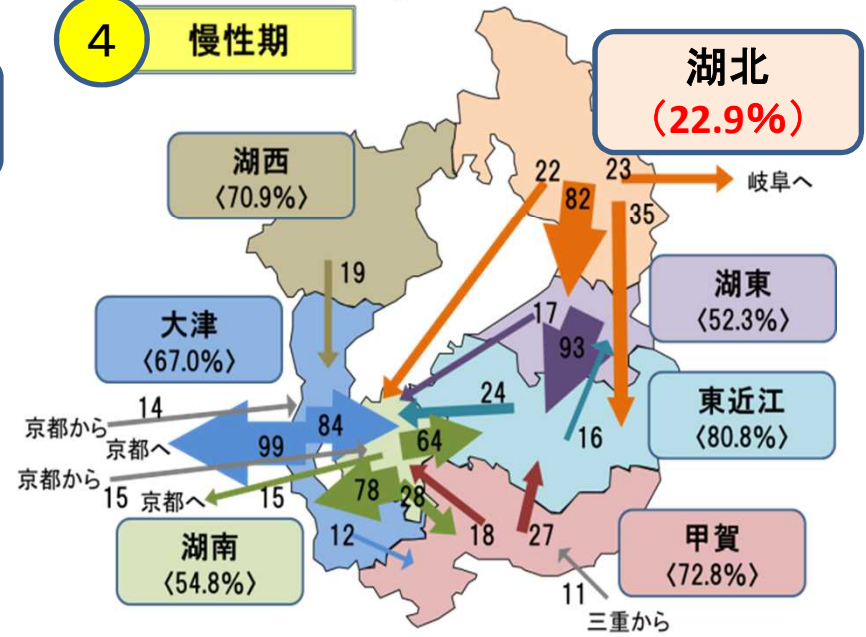 4 慢性期
湖北
（22.9%）
湖西
〈70.9%〉
22
23
82
岐阜へ
35
19
湖東
〈52.3%〉
大津
〈67.0%〉
17
93
東近江
〈80.8%〉
24
14
京都から
京都へ
84
99
64
16
京都から
15
京都へ
15
78
28
湖南
〈54.8%〉
12
18
27
甲賀
〈72.8%〉
11
三重から